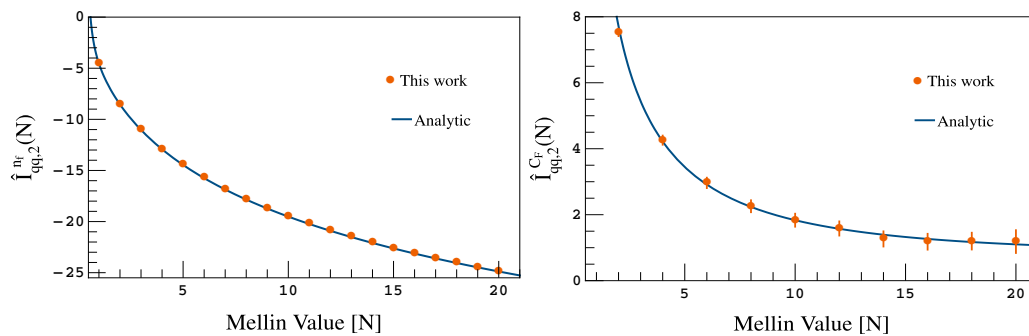 0
−5
−10
−15
−20
−25
5
10
15
20
This work
Analytic
Î^{n_f}_{qq,2}(N)
Mellin Value [N]
8
6
4
2
0
5
10
15
20
This work
Analytic
Î^{C_F}_{qq,2}(N)
Mellin Value [N]